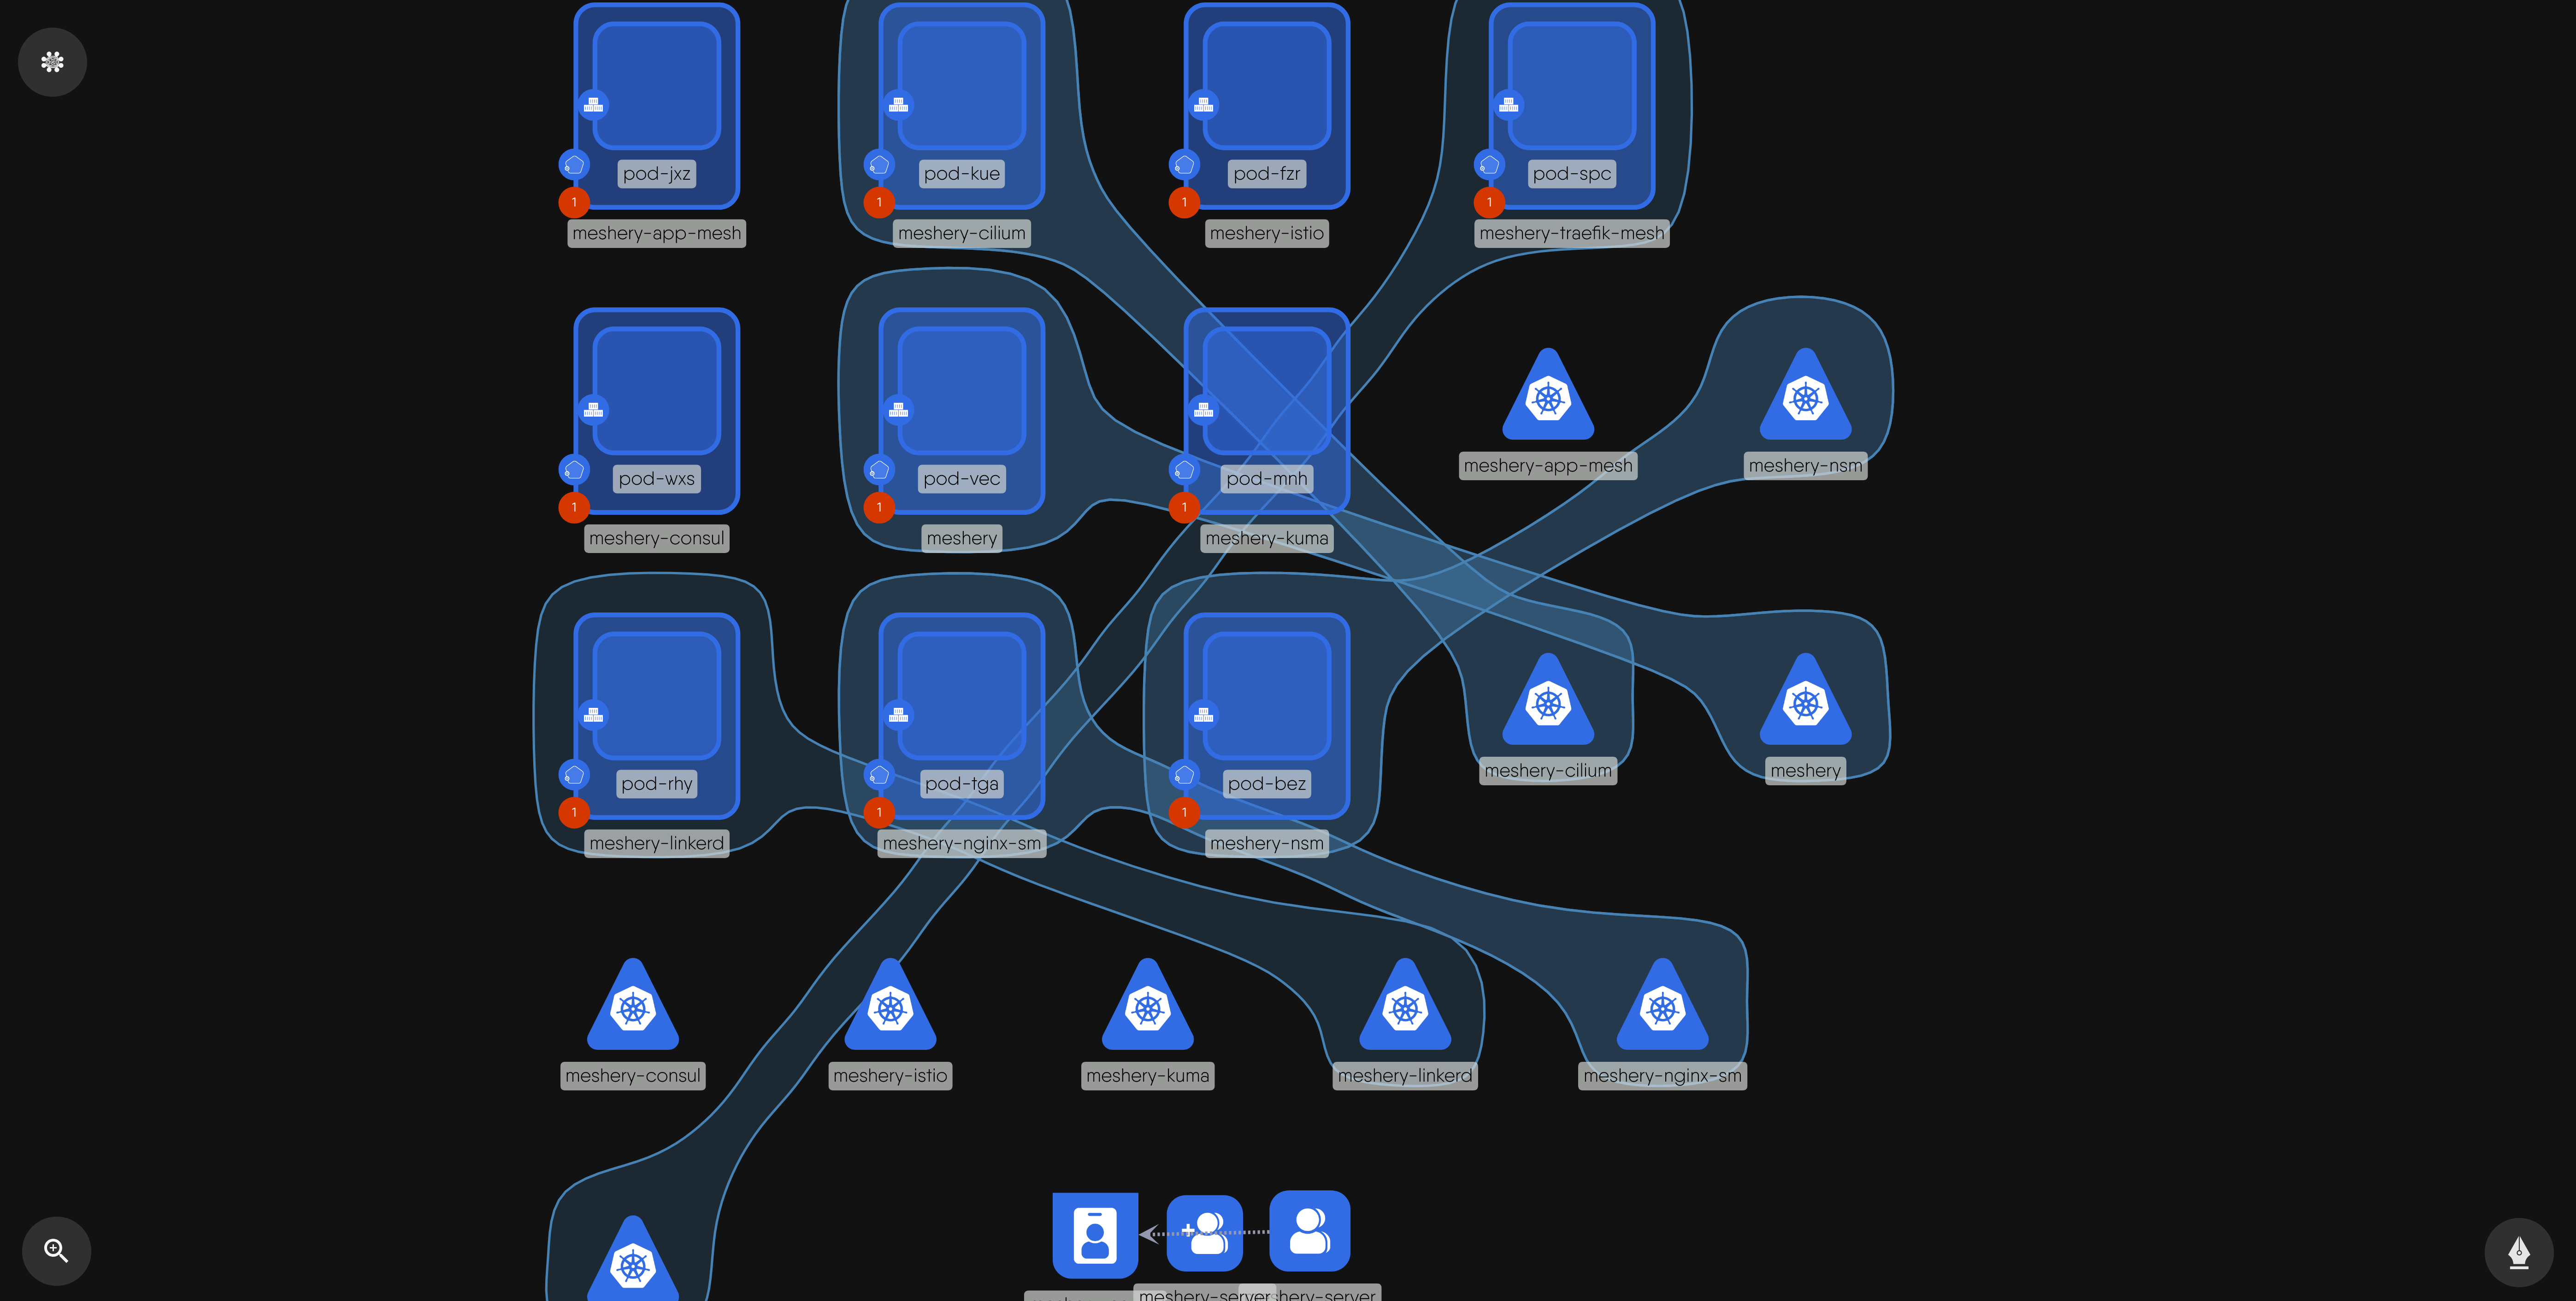 pod-jxz
pod-kue
pod-fzr
pod-spc
1
1
1
1
meshery-app-mesh
meshery-cilium
meshery-istio
meshery-traefik-mesh
pod-wxs
pod-vec
pod-mnh
meshery-app-mesh
meshery-nsm
1
1
1
meshery-consul
meshery
meshery-kuma
pod-rhy
pod-tga
pod-bez
meshery-cilium
meshery
1
1
1
meshery-linkerd
meshery-nginx-sm
meshery-nsm
meshery-consul
meshery-istio
meshery-kuma
meshery-linkerd
meshery-nginx-sm
meshery-server